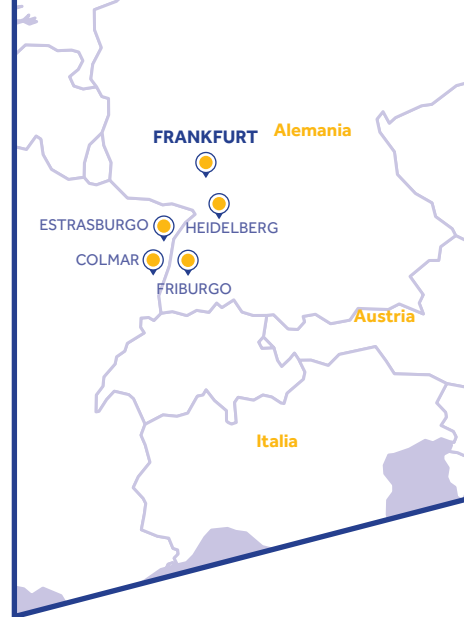 Alemania
FRANKFURT
ESTRASBURGO
HEIDELBERG
COLMAR
FRIBURGO
Austria
Italia